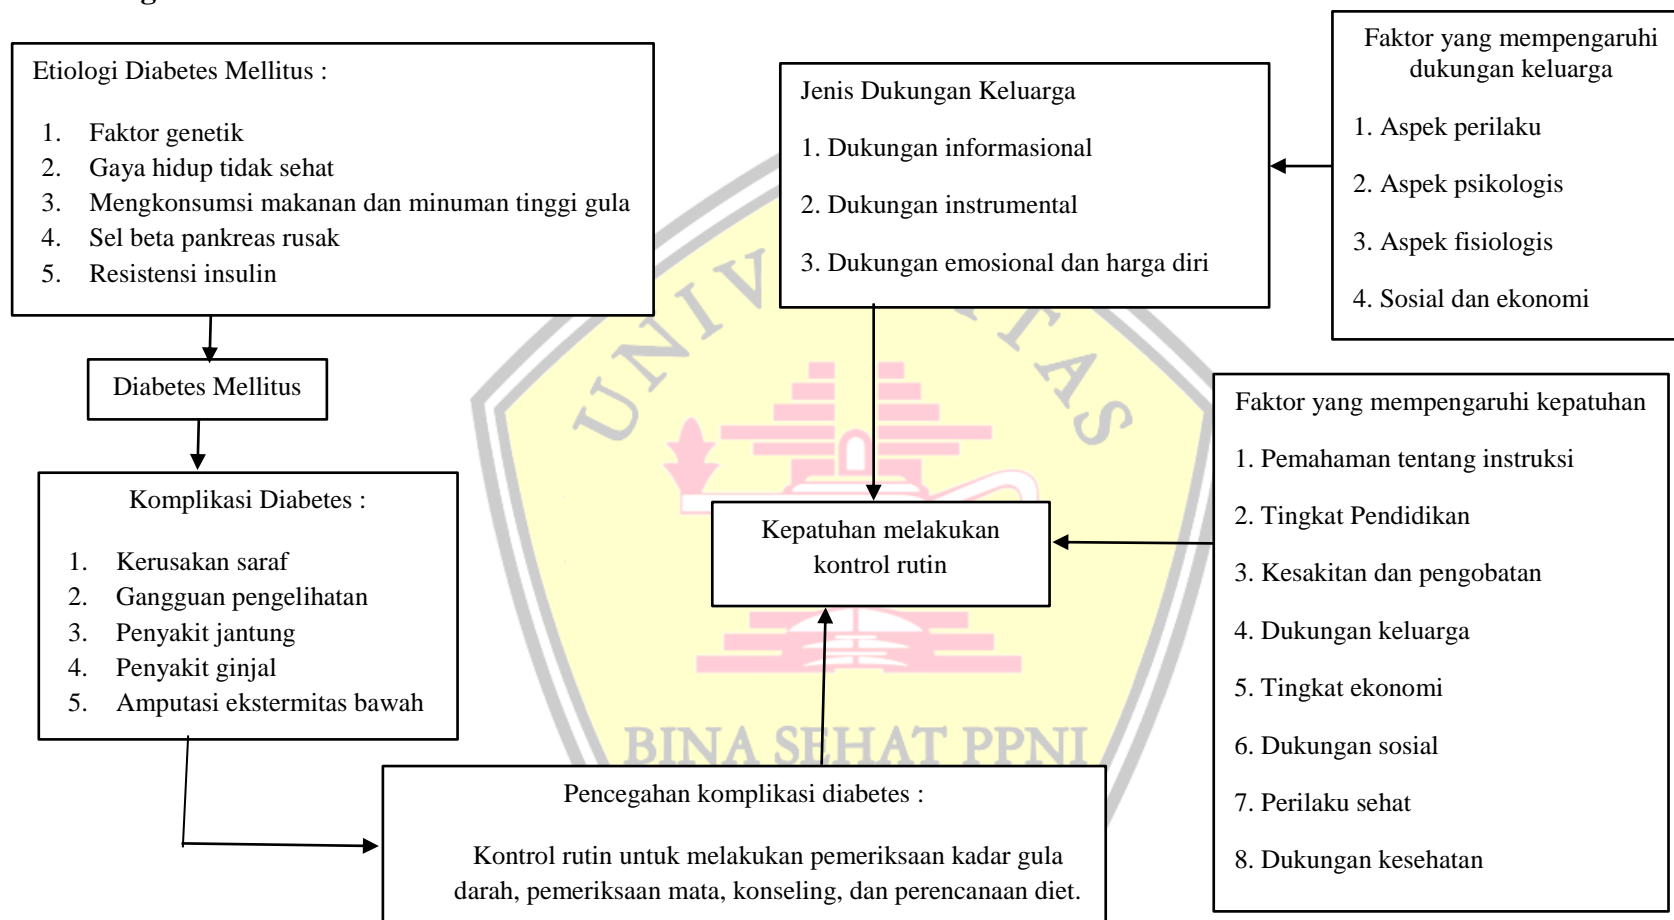 Etiologi Diabetes Mellitus :
1. Faktor genetik
2. Gaya hidup tidak sehat
3. Mengkonsumsi makanan dan minuman tinggi gula
4. Sel beta pankreas rusak
5. Resistensi insulin
Diabetes Mellitus
Komplikasi Diabetes :
1. Kerusakan saraf
2. Gangguan pengelihatan
3. Penyakit jantung
4. Penyakit ginjal
5. Amputasi ekstermitas bawah
Pencegahan komplikasi diabetes :
Kontrol rutin untuk melakukan pemeriksaan kadar gula
darah, pemeriksaan mata, konseling, dan perencanaan diet.
Jenis Dukungan Keluarga
1. Dukungan informasional
2. Dukungan instrumental
3. Dukungan emosional dan harga diri
Kepatuhan melakukan
kontrol rutin
Faktor yang mempengaruhi
dukungan keluarga
1. Aspek perilaku
2. Aspek psikologis
3. Aspek fisiologis
4. Sosial dan ekonomi
Faktor yang mempengaruhi kepatuhan
1. Pemahaman tentang instruksi
2. Tingkat Pendidikan
3. Kesakitan dan pengobatan
4. Dukungan keluarga
5. Tingkat ekonomi
6. Dukungan sosial
7. Perilaku sehat
8. Dukungan kesehatan
BINA SEHAT PPNI